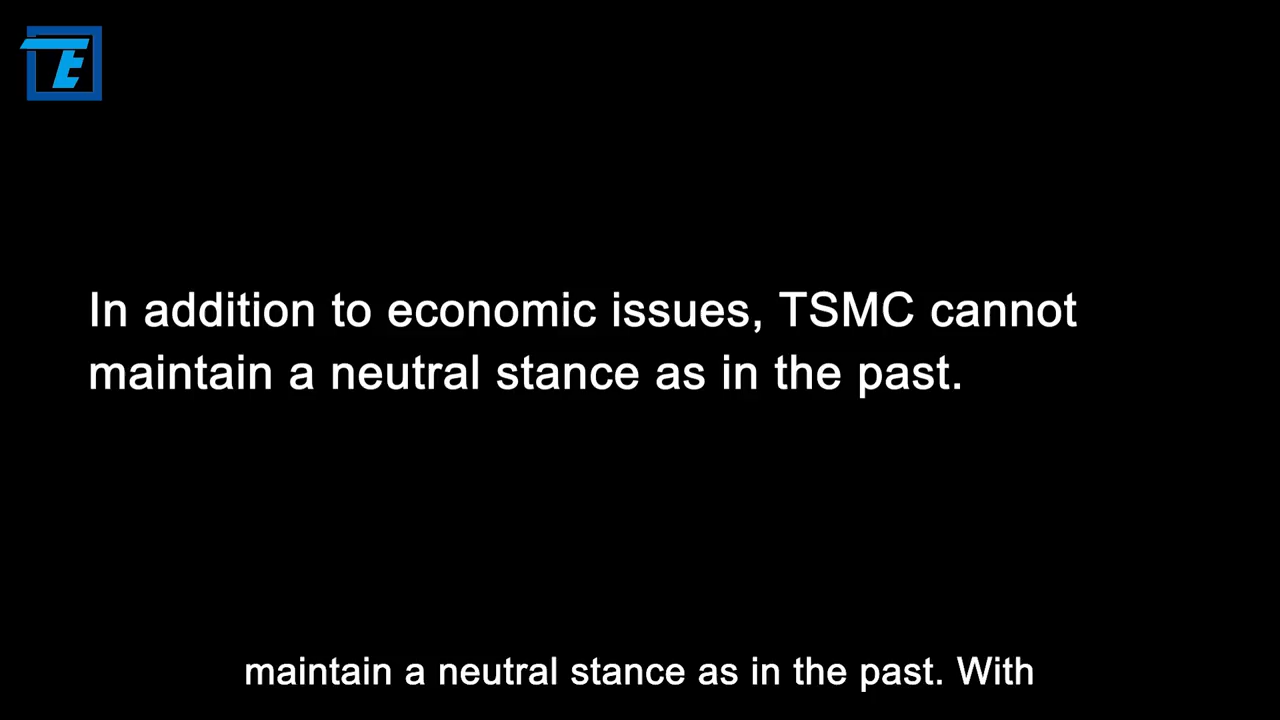 TE
In addition to economic issues, TSMC cannot
maintain a neutral stance as in the past.
maintain a neutral stance as in the past. With